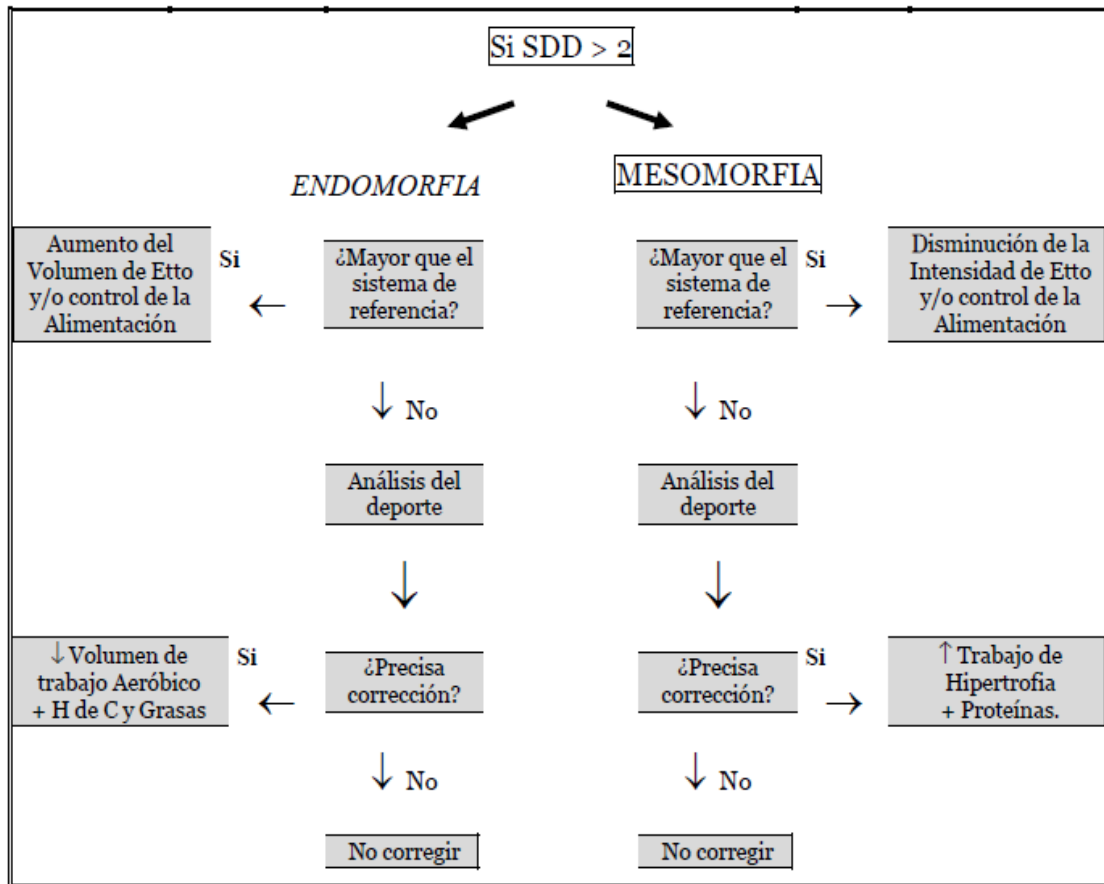 Si SDD > 2
ENDOMORFIA
MESOMORFIA
Aumento del
Volumen de Etto
y/o control de la
Alimentación
Si
¿Mayor que el
sistema de
referencia?
¿Mayor que el
sistema de
referencia?
Si
Disminución de la
Intensidad de Etto
y/o control de la
Alimentación
No
No
Análisis del
deporte
Análisis del
deporte
↓ Volumen de
trabajo Aeróbico
+ H de C y Grasas
Si
¿Precisa
corrección?
¿Precisa
corrección?
Si
↑ Trabajo de
Hipertrofia
+ Proteínas.
No
No
No corregir
No corregir